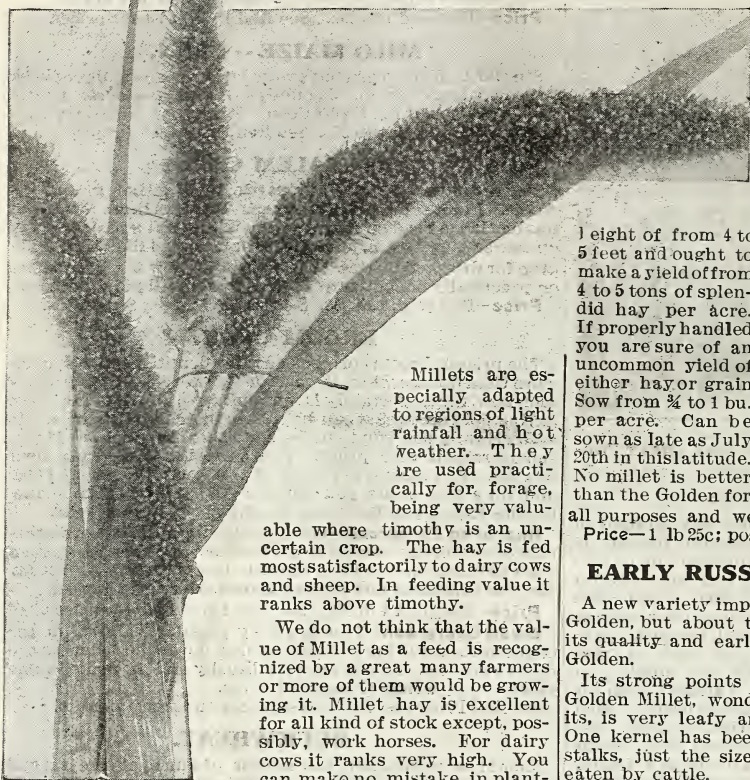 Millets are es-
pecially adapted
to regions of light
rainfall and hot
weather. They
are used practi-
cally for forage,
being very valu-
able where timothy is an un-
certain crop. The hay is fed
most satisfactorily to dairy cows
and sheep. In feeding value it
ranks above timothy.
We do not think that the val-
ue of Millet as a feed is recog-
nized by a great many farmers
or more of them would be grow-
ing it. Millet hay is excellent
for all kind of stock except, pos-
sibly, work horses. For dairy
cows it ranks very high. You
can make no mistake in plant-
eight of from 4 to
5 feet and ought to
make a yield of from
4 to 5 tons of splen-
did hay per acre.
If properly handled
you are sure of an
uncommon yield of
either hay or grain
Sow from ¾ to 1 bu.
per acre. Can be
sown as late as July
20th in this latitude.
No millet is better
than the Golden for
all purposes and we
Price—1 lb 25c; po
EARLY RUSS
A new variety imp
Golden, but about t
its quality and earl
Golden.
Its strong points
Golden Millet, wond
its, is very leafy a
One kernel has bee
stalks, just the size
eaten by cattle.